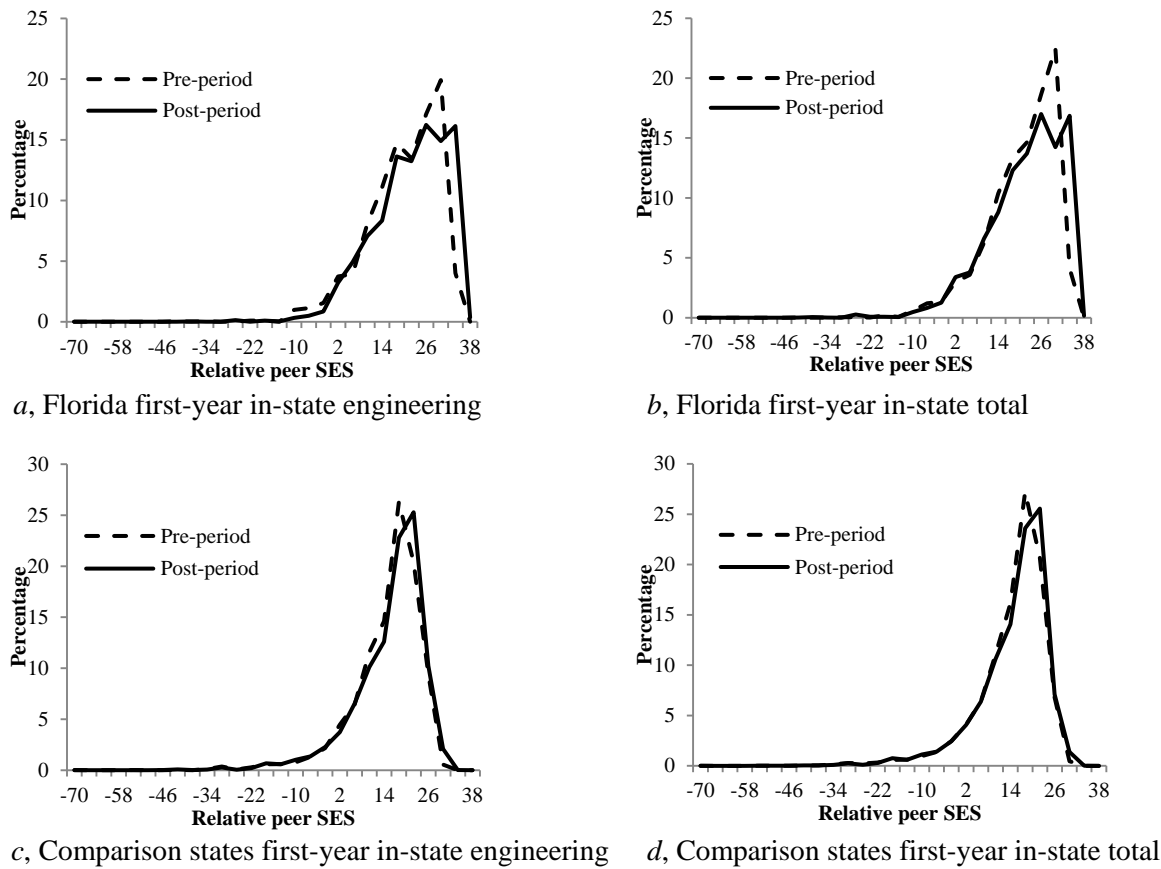 25
20
15
10
5
0
Percentage
Pre-period
Post-period
-70 -58 -46 -34 -22 -10 2 14 26 38
Relative peer SES
a, Florida first-year in-state engineering
25
20
15
10
5
0
Percentage
Pre-period
Post-period
-70 -58 -46 -34 -22 -10 2 14 26 38
Relative peer SES
b, Florida first-year in-state total
30
25
20
15
10
5
0
Percentage
Pre-period
Post-period
-70 -58 -46 -34 -22 -10 2 14 26 38
Relative peer SES
c, Comparison states first-year in-state engineering
30
25
20
15
10
5
0
Percentage
Pre-period
Post-period
-70 -58 -46 -34 -22 -10 2 14 26 38
Relative peer SES
d, Comparison states first-year in-state total